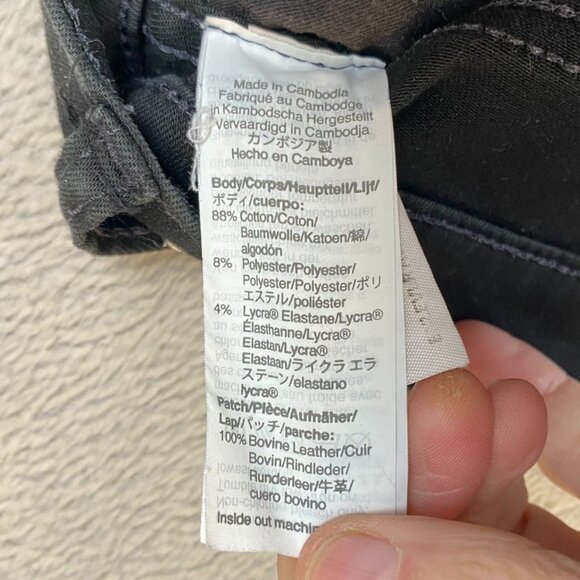 Made in Cambodia
Fabriqué au Cambodge
in Kambodscha Hergestellt
Vervaardigd in Cambodja
カンボジア製
Hecho en Camboya
Body/Corps/Haupttell/Lijf/
ボディ/cuerpo:
88% Cotton/Coton/
Baumwolle/Katoen/綿/
algodón
8% Polyester/Polyester/
Polyester/Polyester/ポリ
エステル/poliéster
4% Lycra® Elastane/Lycra®
Élasthanne/Lycra®
Elastan/Lycra®
Elastaan/ライクラ エラ
ステーン/elastano
lycra®
Patch/Pièce/Aufnäher/
Lap/パッチ/parche:
100% Bovine Leather/Cuir
Bovin/Rindleder/
Runderleer/牛革/
cuero bovino
Inside out